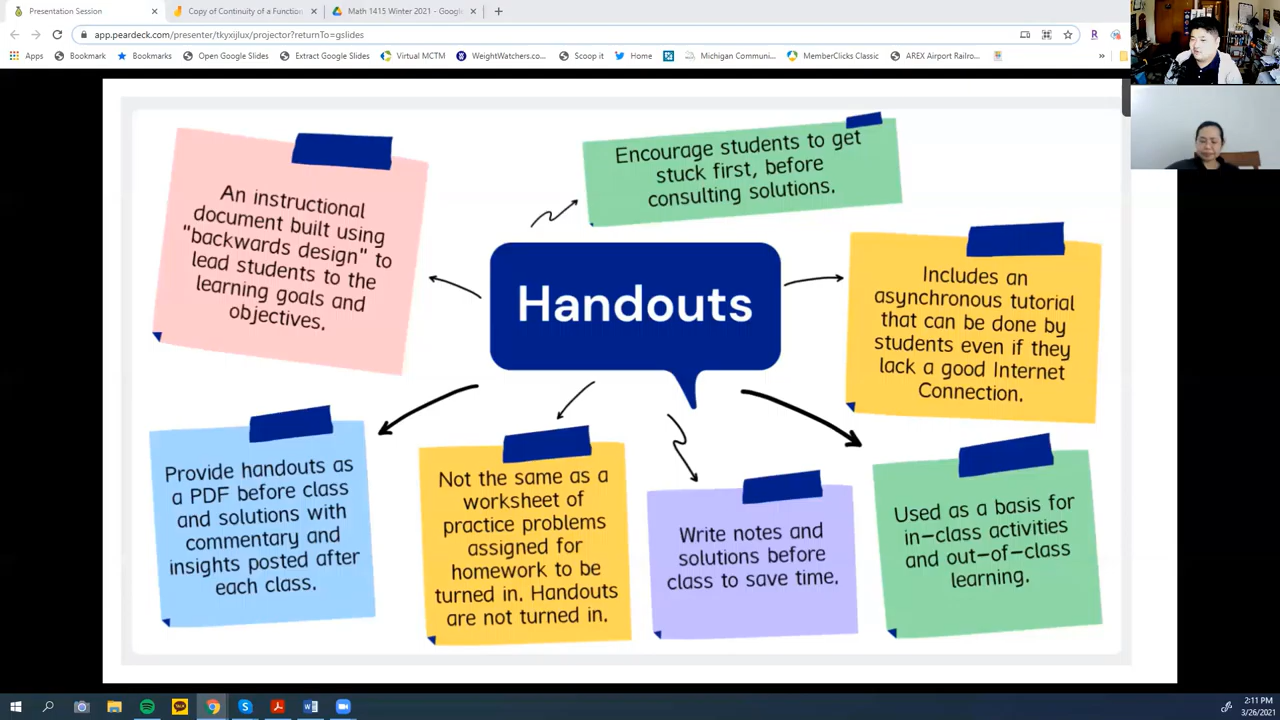 Presentation Session
Copy of Continuity of a Function
Math 1415 Winter 2021 - Google
app.peardeck.com/presenter/tkyxijlux/projector?returnTo=gslides
Apps
Bookmark
Bookmarks
Open Google Slides
Extract Google Slides
Virtual MCTM
WeightWatchers.co...
Scoop it
Home
Michigan Communi...
MemberClicks Classic
AREX Airport Railro...
An instructional
document built using
"backwards design" to
lead students to the
learning goals and
objectives.
Encourage students to get
stuck first, before
consulting solutions.
Handouts
Includes an
asynchronous tutorial
that can be done by
students even if they
lack a good Internet
Connection.
Provide handouts as
a PDF before class
and solutions with
commentary and
insights posted after
each class.
Not the same as a
worksheet of
practice problems
assigned for
homework to be
turned in. Handouts
are not turned in.
Write notes and
solutions before
class to save time.
Used as a basis for
in-class activities
and out-of-class
learning.
2:11 PM
3/26/2021